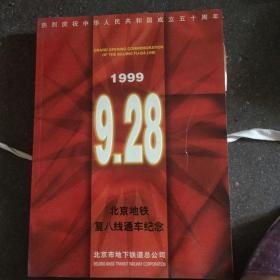 热烈庆祝中华人民共和国成立五十周年
GRAND OPENING COMMEMORATION
OF THE BEIJING FU-BA LINE
1999
9.28
北京地铁
复八线通车纪念
北京市地下铁道总公司
BEIJING MASS TRANSIT RAILWAY CORPORATION